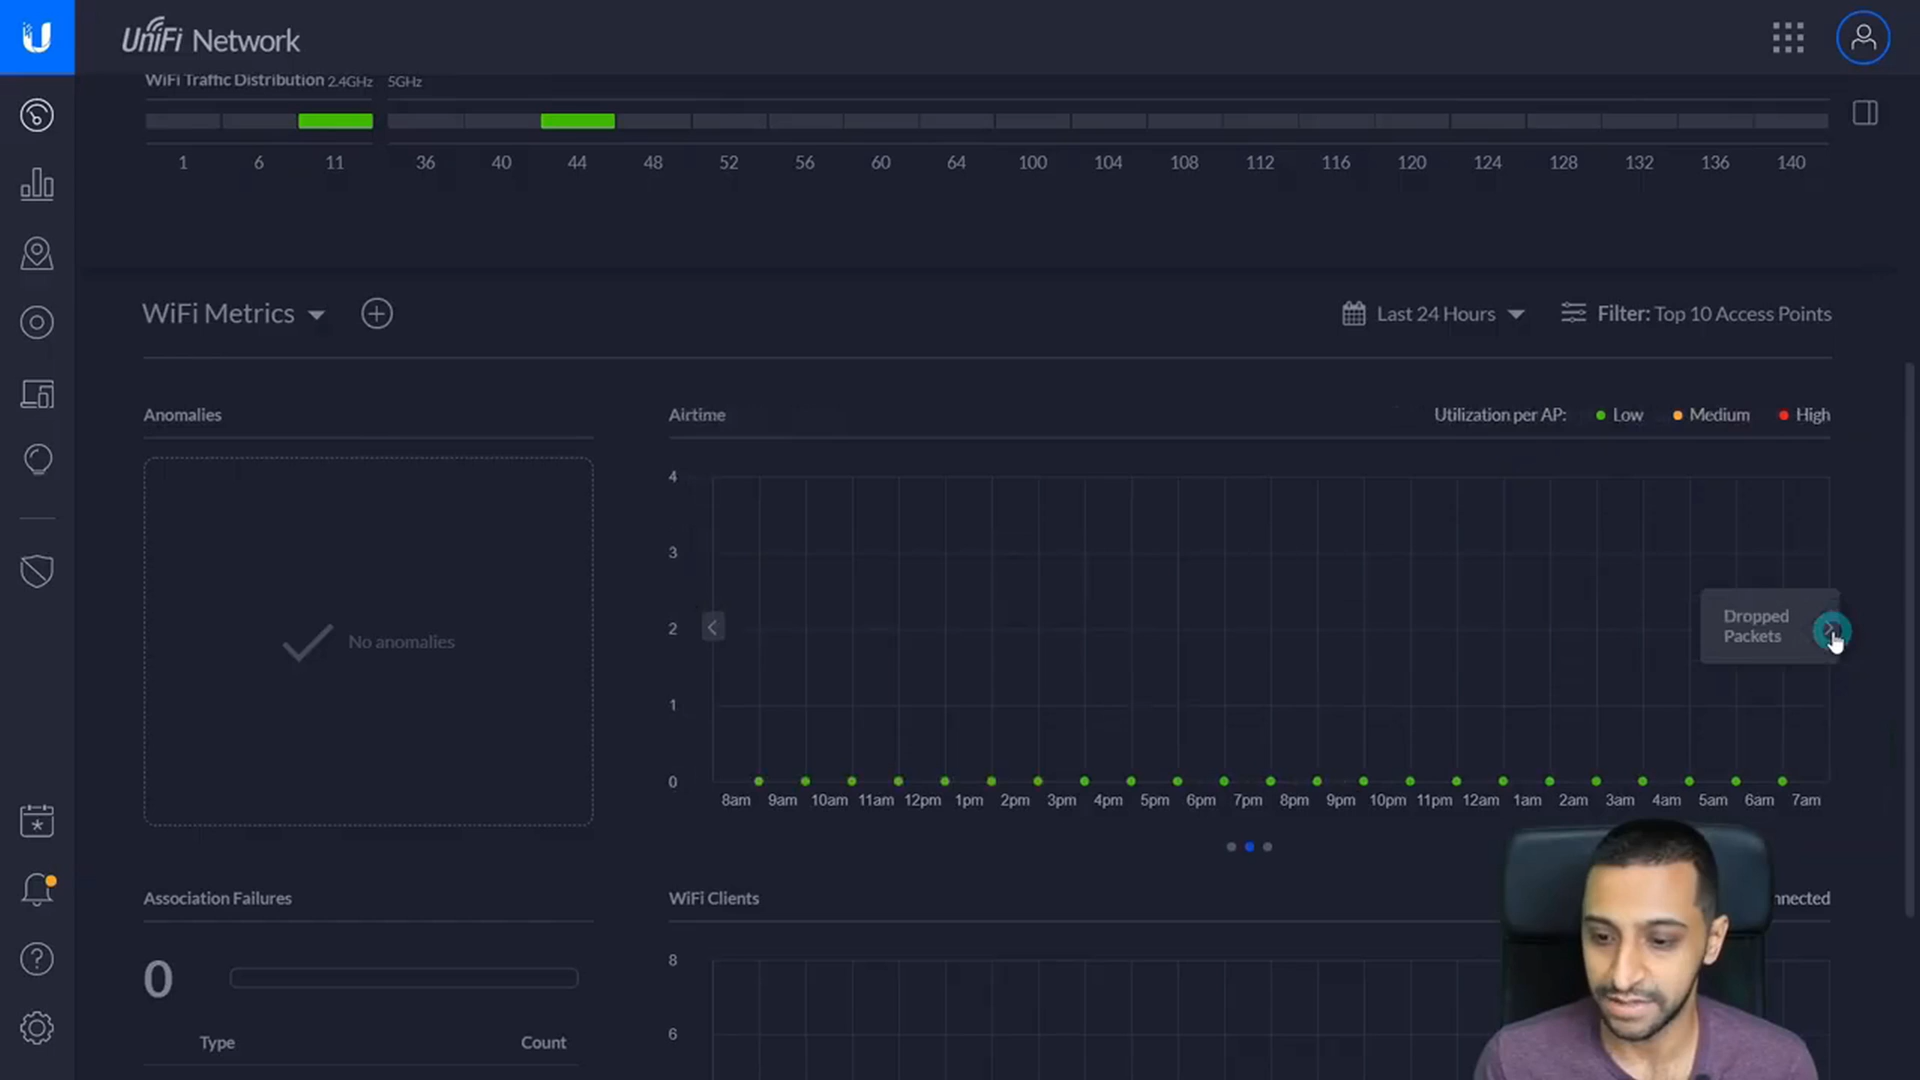 UniFi Network
WiFi Traffic Distribution 2.4GHz 5GHz
1 6 11 36 40 44 48 52 56 60 64 100 104 108 112 116 120 124 128 132 136 140
WiFi Metrics
Last 24 Hours
Filter: Top 10 Access Points
Anomalies
No anomalies
Airtime
Utilization per AP: Low Medium High
4
3
2
1
0
Dropped
Packets
8am 9am 10am 11am 12pm 1pm 2pm 3pm 4pm 5pm 6pm 7pm 8pm 9pm 10pm 11pm 12am 1am 2am 3am 4am 5am 6am 7am
Association Failures
0
Type Count
WiFi Clients
8
6